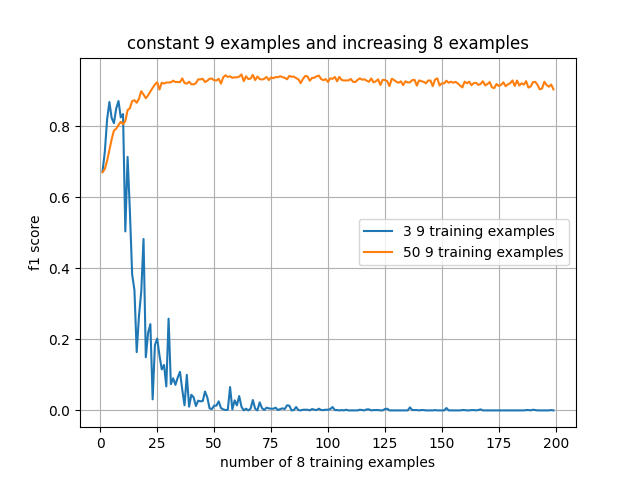 constant 9 examples and increasing 8 examples
f1 score
0.8
0.6
0.4
0.2
0.0
3 9 training examples
50 9 training examples
0 25 50 75 100 125 150 175 200
number of 8 training examples